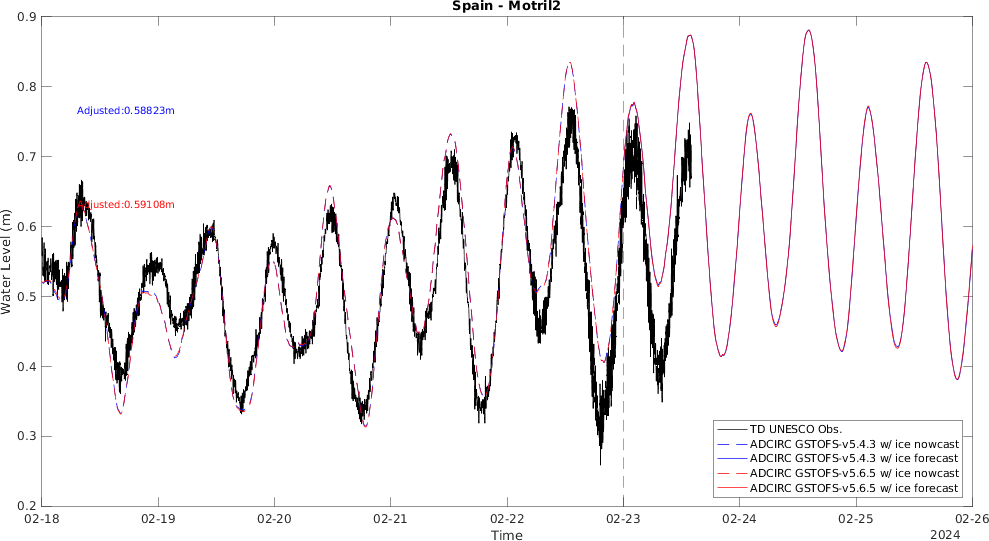 Spain - Motril2
0.9
0.8
0.7
0.6
0.5
0.4
0.3
0.2
Water Level (m)
Adjusted:0.58823m
Adjusted:0.59108m
TD UNESCO Obs.
ADCIRC GSTOFS-v5.4.3 w/ ice nowcast
ADCIRC GSTOFS-v5.4.3 w/ ice forecast
ADCIRC GSTOFS-v5.6.5 w/ ice nowcast
ADCIRC GSTOFS-v5.6.5 w/ ice forecast
02-18 02-19 02-20 02-21 02-22 02-23 02-24 02-25 02-26
Time
2024